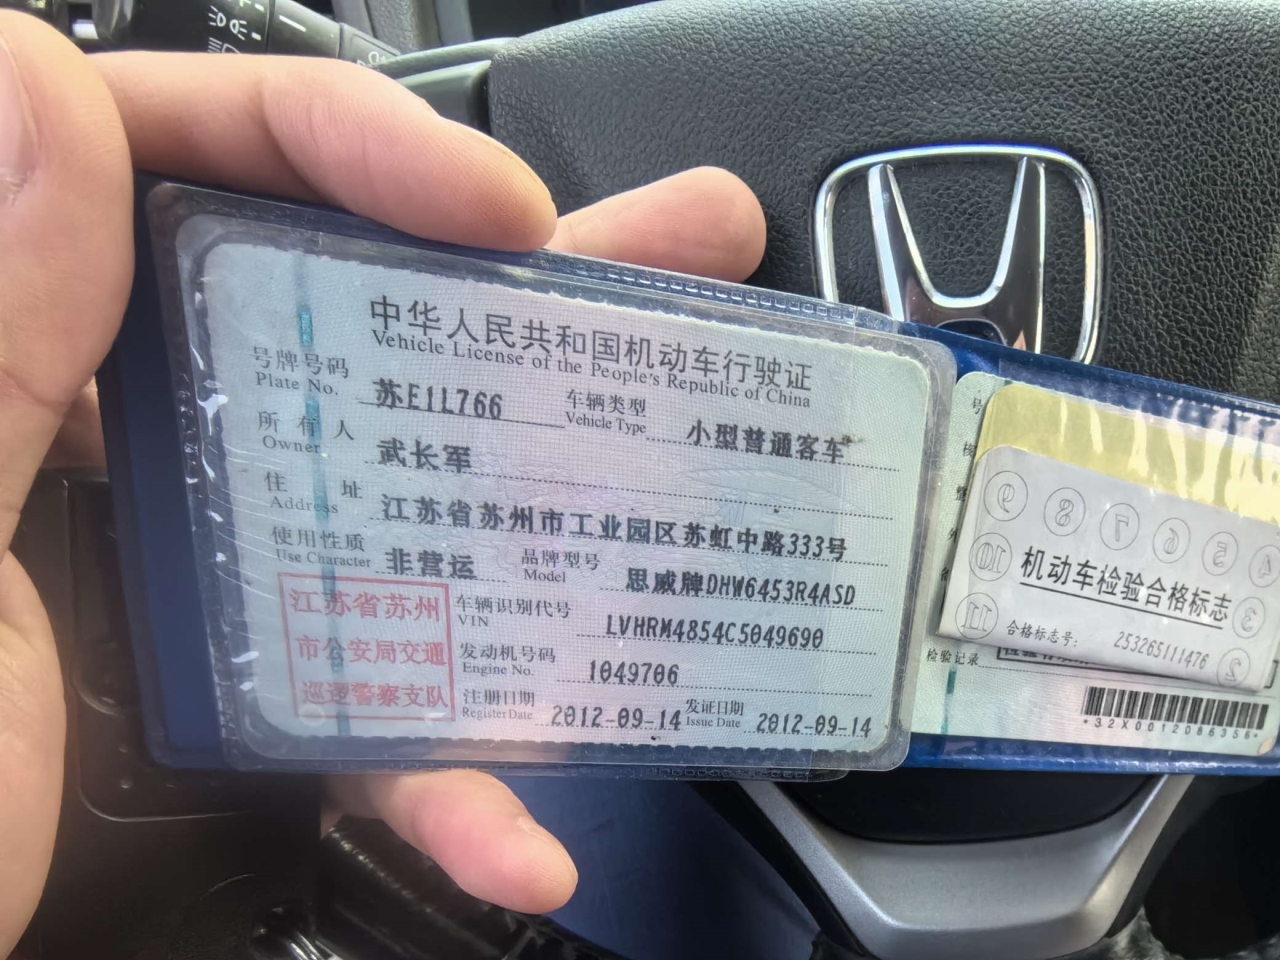 中华人民共和国机动车行驶证
Vehicle License of the People's Republic of China
号牌号码 苏E1L766 车辆类型 小型普通客车
Plate No. Vehicle Type
所有人 武长军
Owner
住址 江苏省苏州市工业园区苏虹中路333号
Address
使用性质 非营运 品牌型号 思威牌DHW6453R4ASD
Use Character Model
江苏省苏州
市公安局交通
巡逻警察支队
车辆识别代号 LVHRM4854C5049690
VIN
发动机号码 1049706
Engine No.
注册日期 2012-09-14 发证日期 2012-09-14
Register Date Issue Date
号
9 8 7 6 5 4
10 3
11 2
机动车检验合格标志
合格标志号: 253265111476
检验记录
*32X0012086356*